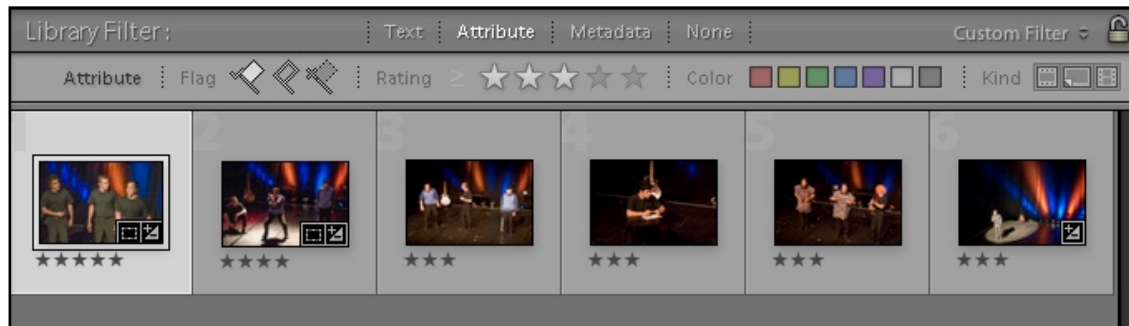 Library Filter : Text Attribute Metadata None Custom Filter
Attribute Flag Rating ≥ ★★★☆☆ Color Kind
1 2 3 4 5 6
★★★★★ ★★★★ ★★★ ★★★ ★★★ ★★★